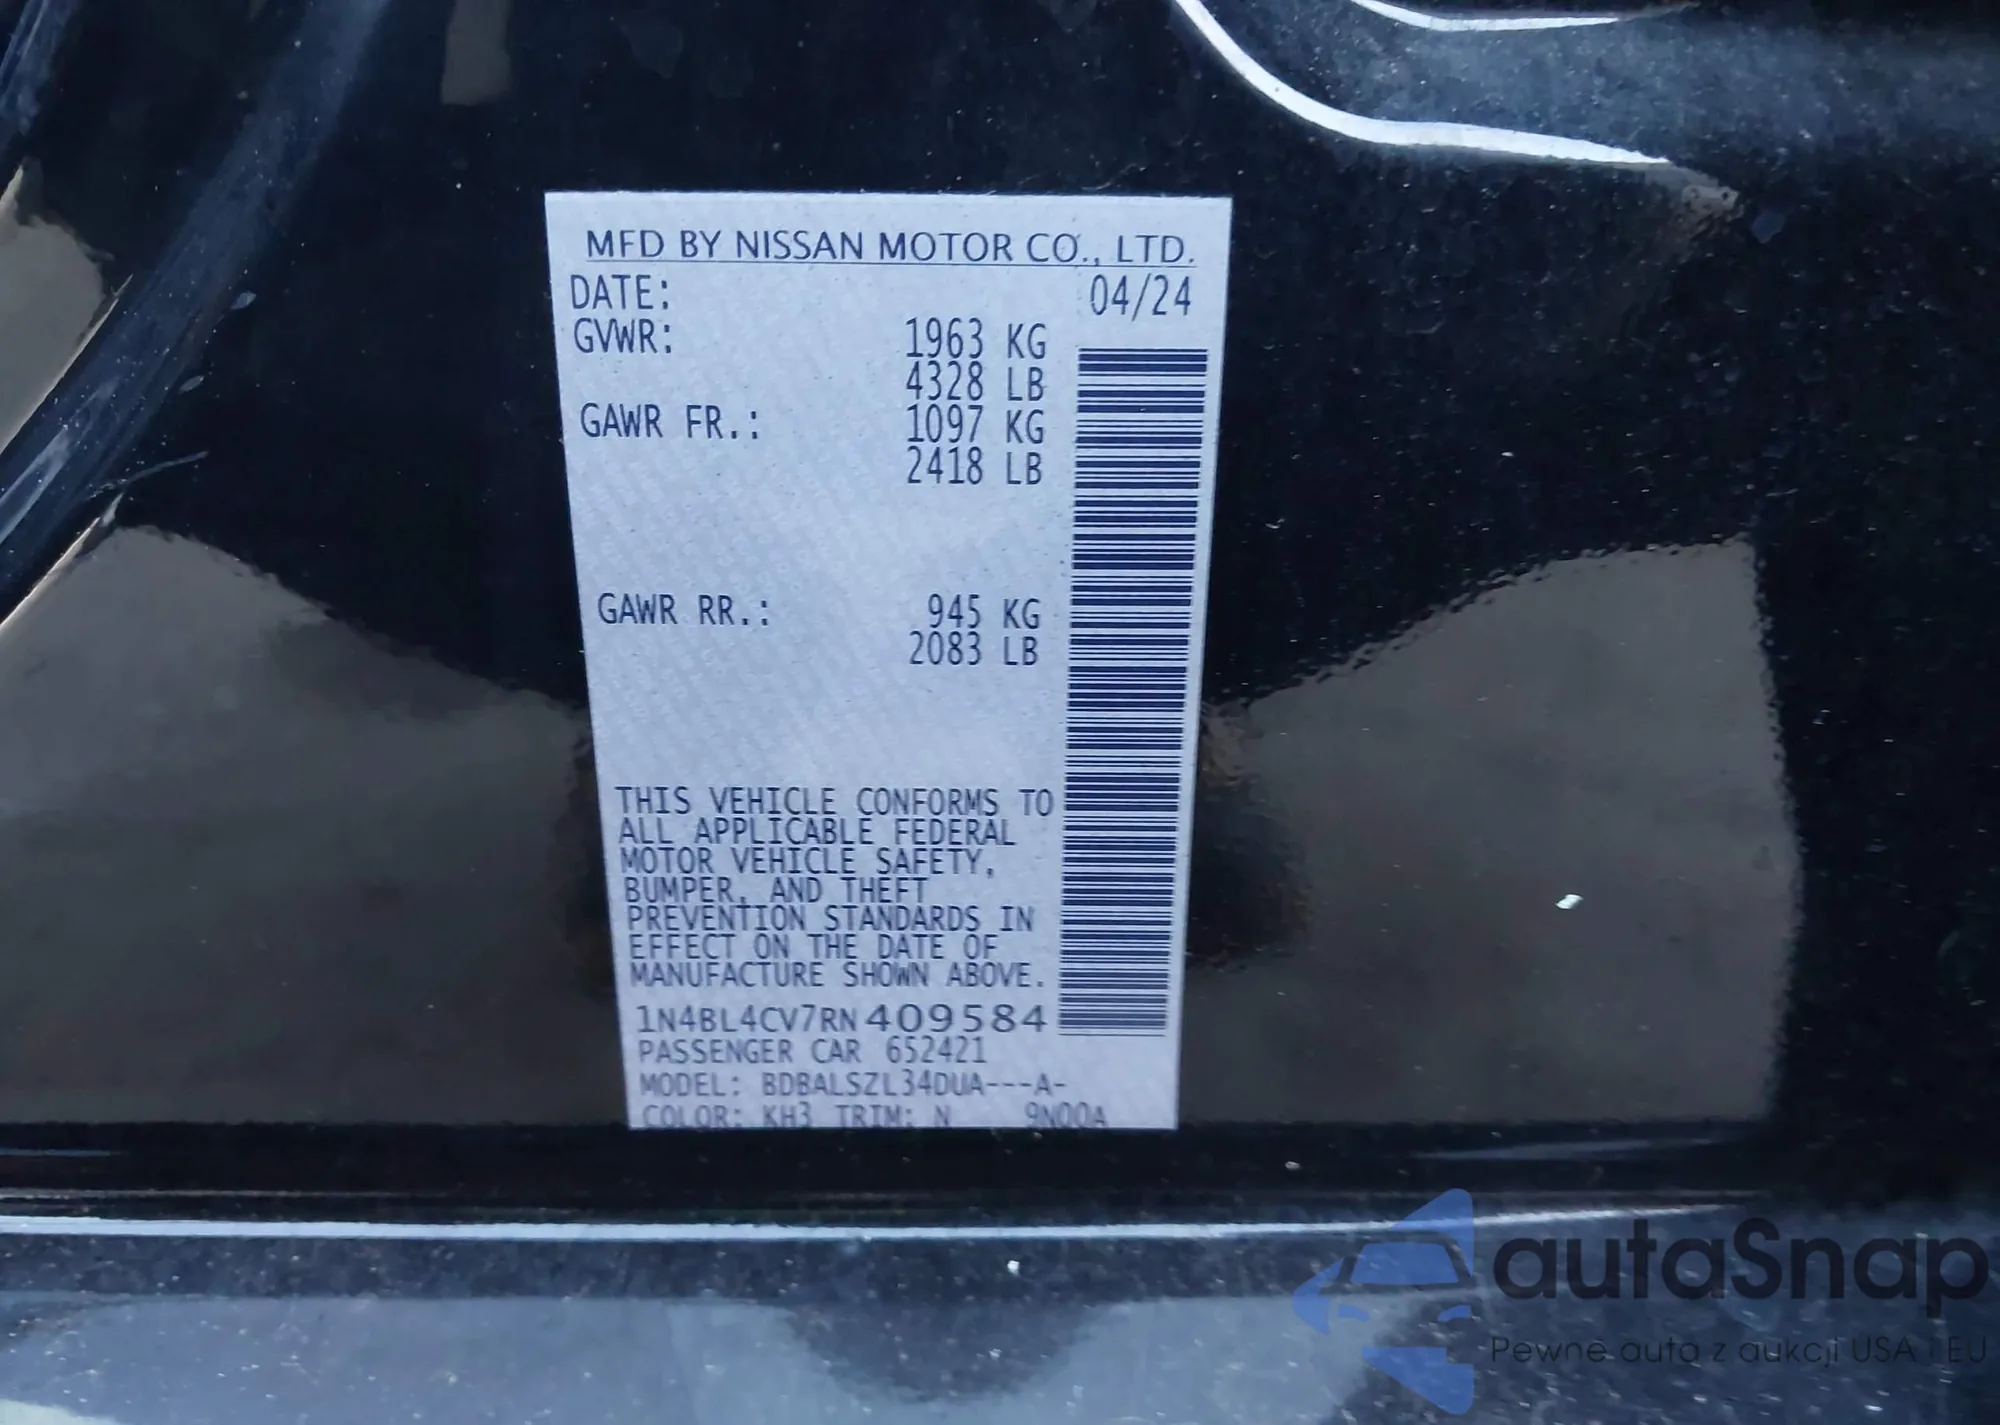 MFD BY NISSAN MOTOR CO., LTD.
DATE: 04/24
GVWR: 1963 KG
4328 LB
GAWR FR.: 1097 KG
2418 LB
GAWR RR.: 945 KG
2083 LB
THIS VEHICLE CONFORMS TO
ALL APPLICABLE FEDERAL
MOTOR VEHICLE SAFETY,
BUMPER, AND THEFT
PREVENTION STANDARDS IN
EFFECT ON THE DATE OF
MANUFACTURE SHOWN ABOVE.
1N4BL4CV7RN409584
PASSENGER CAR 652421
MODEL: BDBALSZL34DUA---A-
COLOR: KH3 TRIM: N 9N00A
autaSnap
Pewne auta z aukcji USA i EU